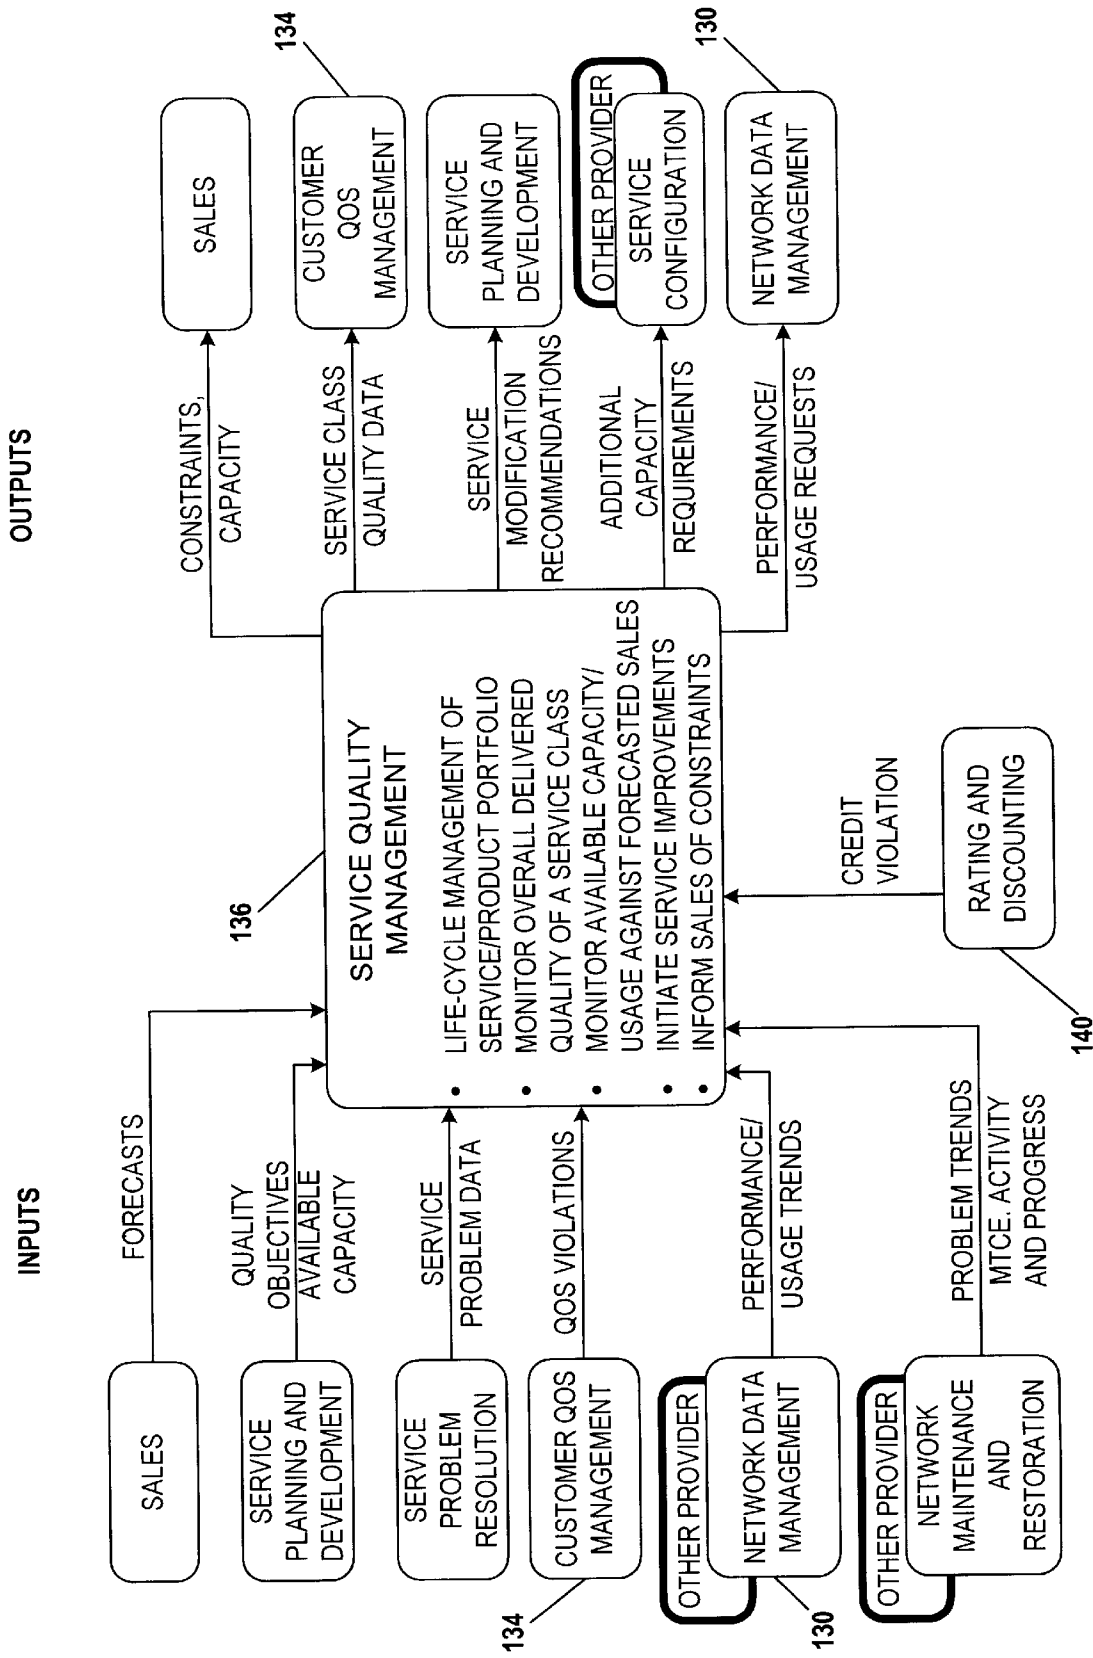 INPUTS
OUTPUTS
SALES
FORECASTS
SERVICE
PLANNING AND
DEVELOPMENT
QUALITY
OBJECTIVES
AVAILABLE
CAPACITY
SERVICE
PROBLEM
RESOLUTION
SERVICE
PROBLEM DATA
CUSTOMER QOS
MANAGEMENT
134
QOS VIOLATIONS
OTHER PROVIDER
NETWORK DATA
MANAGEMENT
130
PERFORMANCE/
USAGE TRENDS
OTHER PROVIDER
NETWORK
MAINTENANCE
AND
RESTORATION
PROBLEM TRENDS
MTCE. ACTIVITY
AND PROGRESS
136
SERVICE QUALITY
MANAGEMENT
• LIFE-CYCLE MANAGEMENT OF
SERVICE/PRODUCT PORTFOLIO
• MONITOR OVERALL DELIVERED
QUALITY OF A SERVICE CLASS
• MONITOR AVAILABLE CAPACITY/
USAGE AGAINST FORECASTED SALES
• INITIATE SERVICE IMPROVEMENTS
• INFORM SALES OF CONSTRAINTS
CREDIT
VIOLATION
RATING AND
DISCOUNTING
140
CONSTRAINTS,
CAPACITY
SALES
SERVICE CLASS
QUALITY DATA
CUSTOMER
QOS
MANAGEMENT
134
SERVICE
MODIFICATION
RECOMMENDATIONS
SERVICE
PLANNING AND
DEVELOPMENT
ADDITIONAL
CAPACITY
REQUIREMENTS
OTHER PROVIDER
SERVICE
CONFIGURATION
PERFORMANCE/
USAGE REQUESTS
NETWORK DATA
MANAGEMENT
130